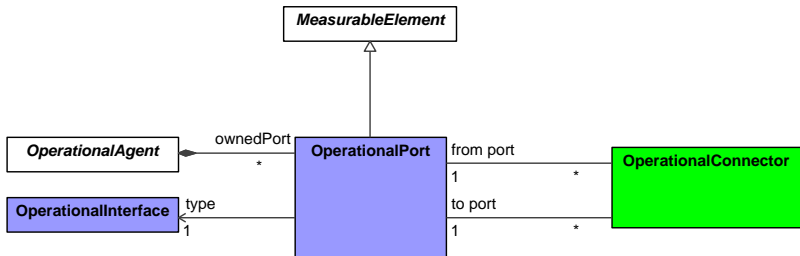 MeasurableElement
ownedPort
OperationalAgent
*
OperationalPort
from port
1
*
OperationalConnector
OperationalInterface
type
1
to port
1
*